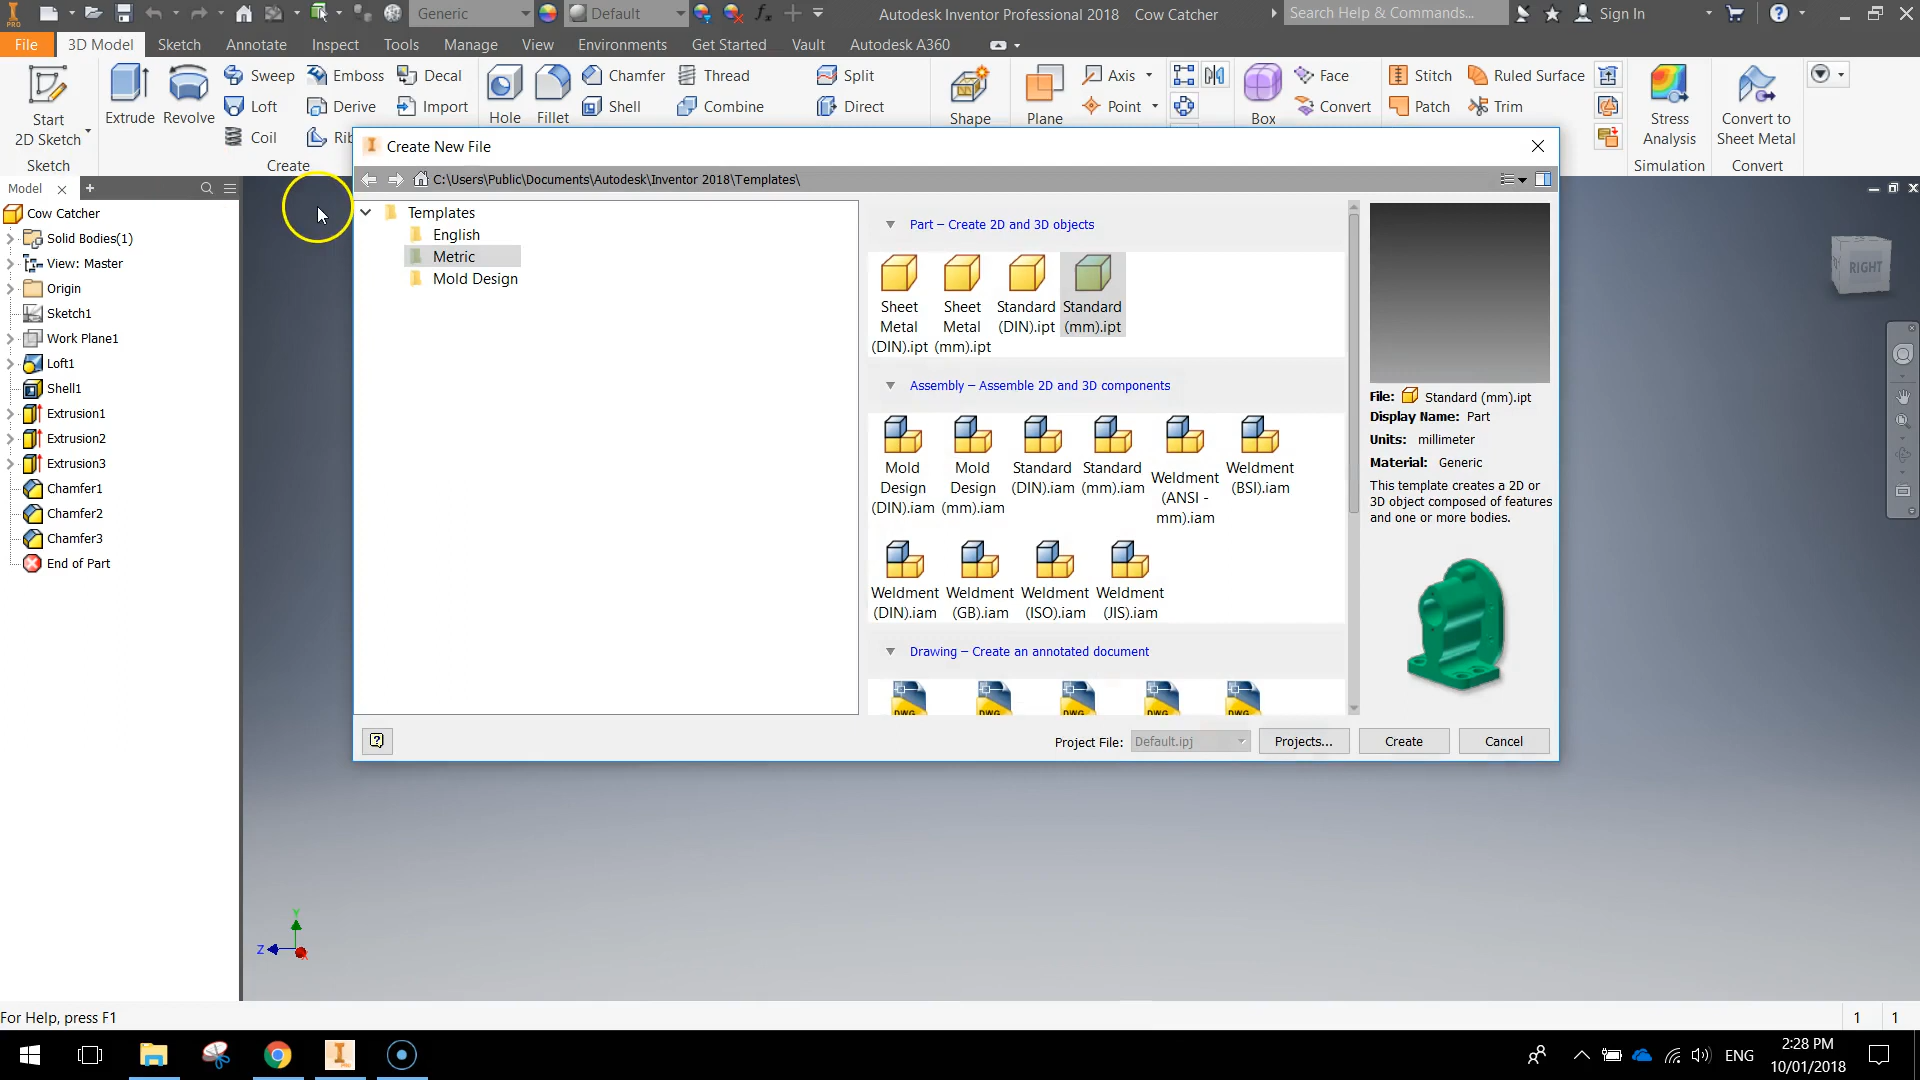 PRO
Generic
Default
Autodesk Inventor Professional 2018 Cow Catcher
Search Help & Commands...
Sign In
File
3D Model
Sketch
Annotate
Inspect
Tools
Manage
View
Environments
Get Started
Vault
Autodesk A360
Start
2D Sketch
Extrude
Revolve
Sweep
Loft
Coil
Emboss
Derive
Rib
Decal
Import
Hole
Fillet
Chamfer
Shell
Thread
Combine
Split
Direct
Shape
Plane
Axis
Point
Box
Face
Convert
Stitch
Patch
Ruled Surface
Trim
Stress
Analysis
Convert to
Sheet Metal
Sketch
Create
Simulation
Convert
Model
Cow Catcher
Solid Bodies(1)
View: Master
Origin
Sketch1
Work Plane1
Loft1
Shell1
Extrusion1
Extrusion2
Extrusion3
Chamfer1
Chamfer2
Chamfer3
End of Part
Create New File
C:\Users\Public\Documents\Autodesk\Inventor 2018\Templates\
Templates
English
Metric
Mold Design
Part – Create 2D and 3D objects
Sheet
Metal
(DIN).ipt
Sheet
Metal
(mm).ipt
Standard
(DIN).ipt
Standard
(mm).ipt
Assembly – Assemble 2D and 3D components
Mold
Design
(DIN).iam
Mold
Design
(mm).iam
Standard
(DIN).iam
Standard
(mm).iam
Weldment
(ANSI -
mm).iam
Weldment
(BSI).iam
Weldment
(DIN).iam
Weldment
(GB).iam
Weldment
(ISO).iam
Weldment
(JIS).iam
Drawing – Create an annotated document
DWG
DWG
DWG
DWG
DWG
File: Standard (mm).ipt
Display Name: Part
Units: millimeter
Material: Generic
This template creates a 2D or
3D object composed of features
and one or more bodies.
Project File: Default.ipj
Projects...
Create
Cancel
RIGHT
Y
Z
For Help, press F1
1 1
PRO
ENG
2:28 PM
10/01/2018